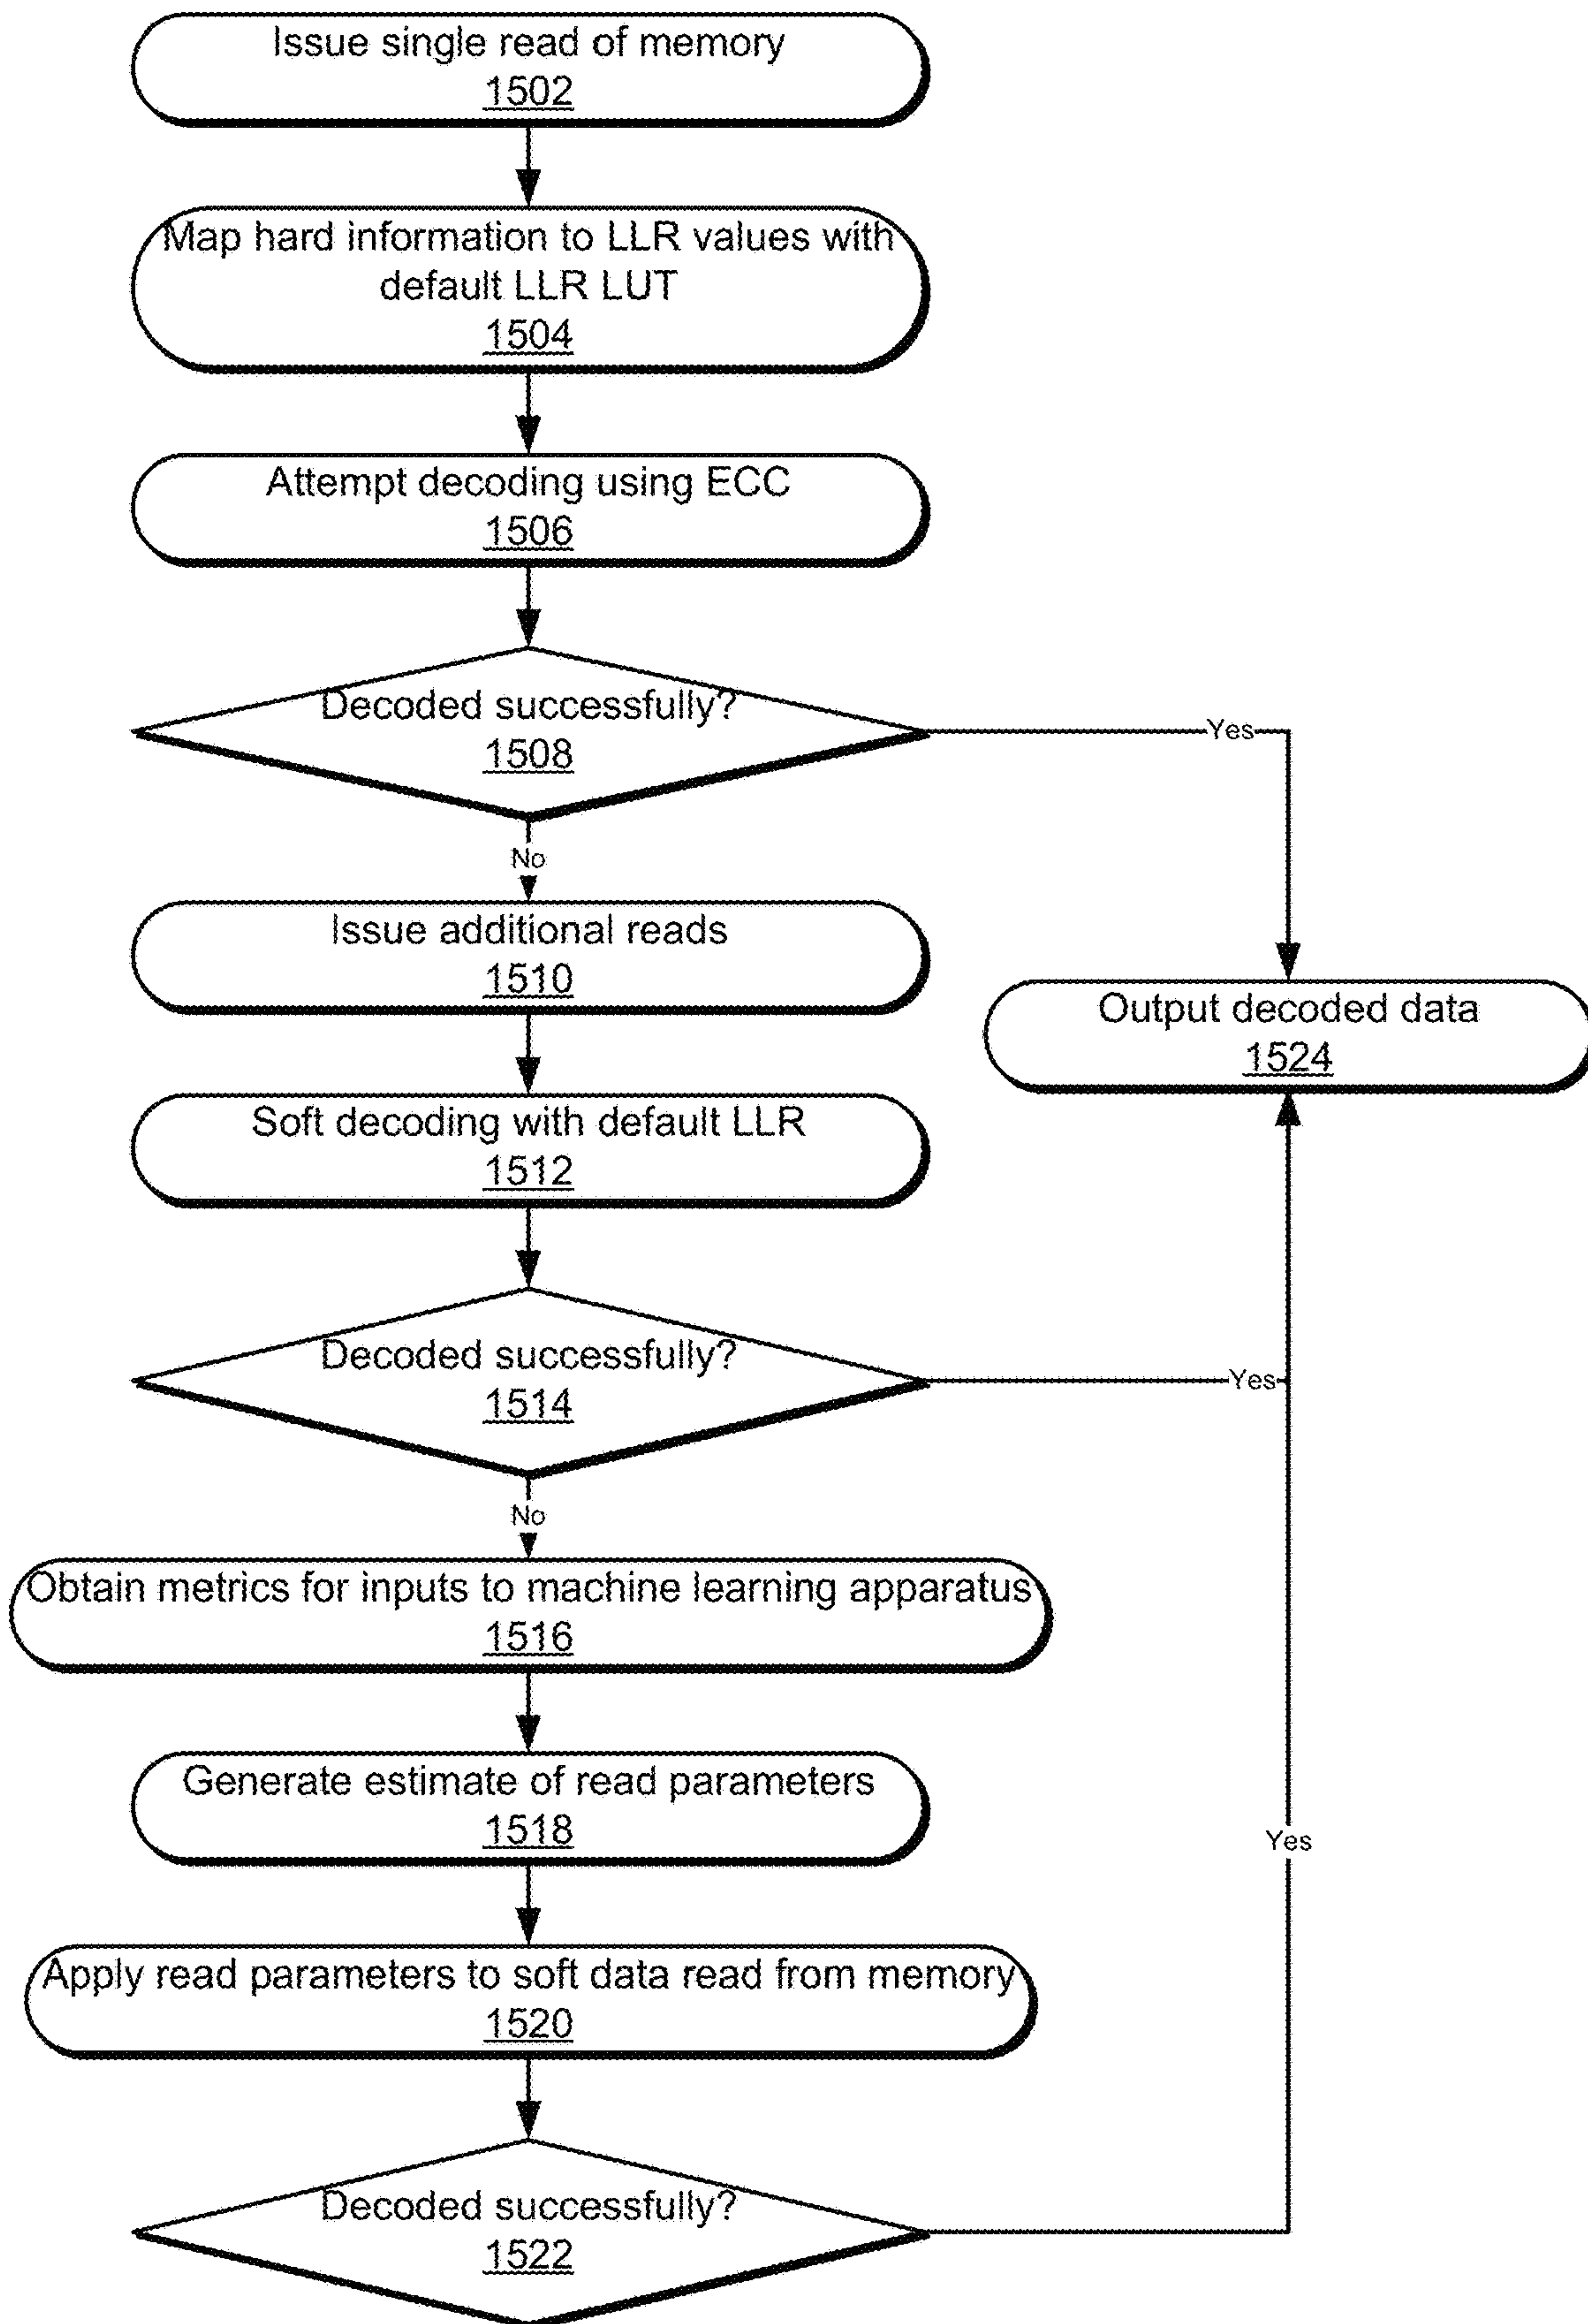 Issue single read of memory
1502
Map hard information to LLR values with
default LLR LUT
1504
Attempt decoding using ECC
1506
Decoded successfully?
1508
Yes
No
Issue additional reads
1510
Output decoded data
1524
Soft decoding with default LLR
1512
Decoded successfully?
1514
Yes
No
Obtain metrics for inputs to machine learning apparatus
1516
Generate estimate of read parameters
1518
Yes
Apply read parameters to soft data read from memory
1520
Decoded successfully?
1522